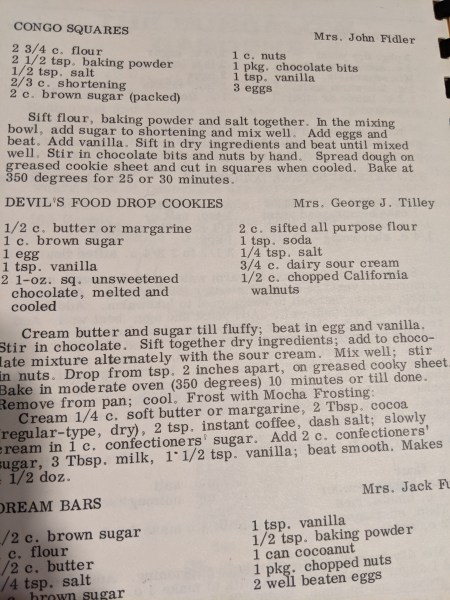 CONGO SQUARES
Mrs. John Fidler
2 3/4 c. flour
2 1/2 tsp. baking powder
1/2 tsp. salt
2/3 c. shortening
2 c. brown sugar (packed)
1 c. nuts
1 pkg. chocolate bits
1 tsp. vanilla
3 eggs
Sift flour, baking powder and salt together. In the mixing
bowl, add sugar to shortening and mix well. Add eggs and
beat. Add vanilla. Sift in dry ingredients and beat until mixed
well. Stir in chocolate bits and nuts by hand. Spread dough on
greased cookie sheet and cut in squares when cooled. Bake at
350 degrees for 25 or 30 minutes.
DEVIL'S FOOD DROP COOKIES
Mrs. George J. Tilley
1/2 c. butter or margarine
1 c. brown sugar
1 egg
1 tsp. vanilla
2 1-oz. sq. unsweetened
chocolate, melted and
cooled
2 c. sifted all purpose flour
1 tsp. soda
1/4 tsp. salt
3/4 c. dairy sour cream
1/2 c. chopped California
walnuts
Cream butter and sugar till fluffy; beat in egg and vanilla.
Stir in chocolate. Sift together dry ingredients; add to choco-
late mixture alternately with the sour cream. Mix well; stir
in nuts. Drop from tsp. 2 inches apart, on greased cooky sheet
Bake in moderate oven (350 degrees) 10 minutes or till done.
Remove from pan; cool. Frost with Mocha Frosting:
Cream 1/4 c. soft butter or margarine, 2 Tbsp. cocoa
(regular-type, dry), 2 tsp. instant coffee, dash salt; slowly
cream in 1 c. confectioners' sugar. Add 2 c. confectioners'
sugar, 3 Tbsp. milk, 1 1/2 tsp. vanilla; beat smooth. Makes
1/2 doz.
Mrs. Jack
DREAM BARS
/2 c. brown sugar
c. flour
/2 c. butter
/4 tsp. salt
brown sugar
1 tsp. vanilla
1/2 tsp. baking powder
1 can cocoanut
1 pkg. chopped nuts
2 well beaten eggs